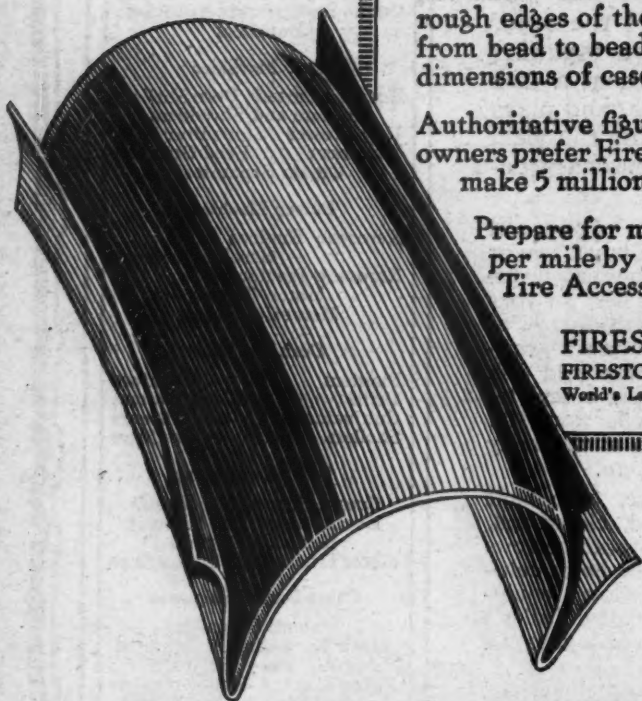 rough edges of the
from bead to bead
dimensions of case
Authoritative figu
owners prefer Fire
make 5 million
Prepare for m
per mile by
Tire Access
FIRES
FIRESTO
World's L